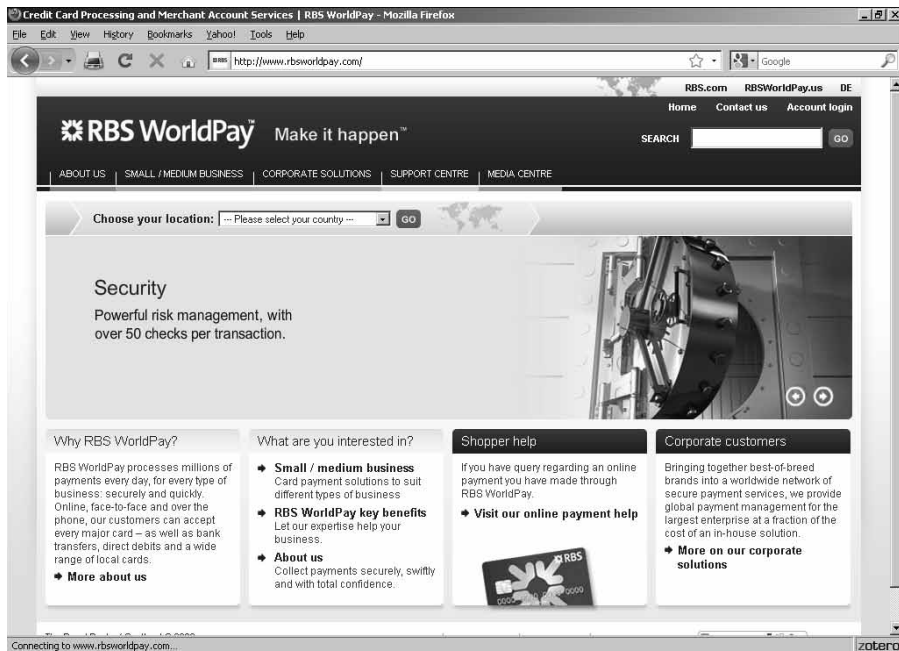 Credit Card Processing and Merchant Account Services | RBS WorldPay - Mozilla Firefox
File Edit View History Bookmarks Yahoo! Tools Help
http://www.rbsworldpay.com/
Google
RBS.com RBSWorldPay.us DE
Home Contact us Account login
RBS WorldPay™ Make it happen™
SEARCH GO
ABOUT US | SMALL / MEDIUM BUSINESS | CORPORATE SOLUTIONS | SUPPORT CENTRE | MEDIA CENTRE
Choose your location: --- Please select your country --- GO
Security
Powerful risk management, with
over 50 checks per transaction.
Why RBS WorldPay?
RBS WorldPay processes millions of
payments every day, for every type of
business: securely and quickly.
Online, face-to-face and over the
phone, our customers can accept
every major card – as well as bank
transfers, direct debits and a wide
range of local cards.
More about us
What are you interested in?
Small / medium business
Card payment solutions to suit
different types of business
RBS WorldPay key benefits
Let our expertise help your
business.
About us
Collect payments securely, swiftly
and with total confidence.
Shopper help
If you have query regarding an online
payment you have made through
RBS WorldPay.
Visit our online payment help
RBS
Corporate customers
Bringing together best-of-breed
brands into a worldwide network of
secure payment services, we provide
global payment management for the
largest enterprise at a fraction of the
cost of an in-house solution.
More on our corporate
solutions
Connecting to www.rbsworldpay.com...
zotero